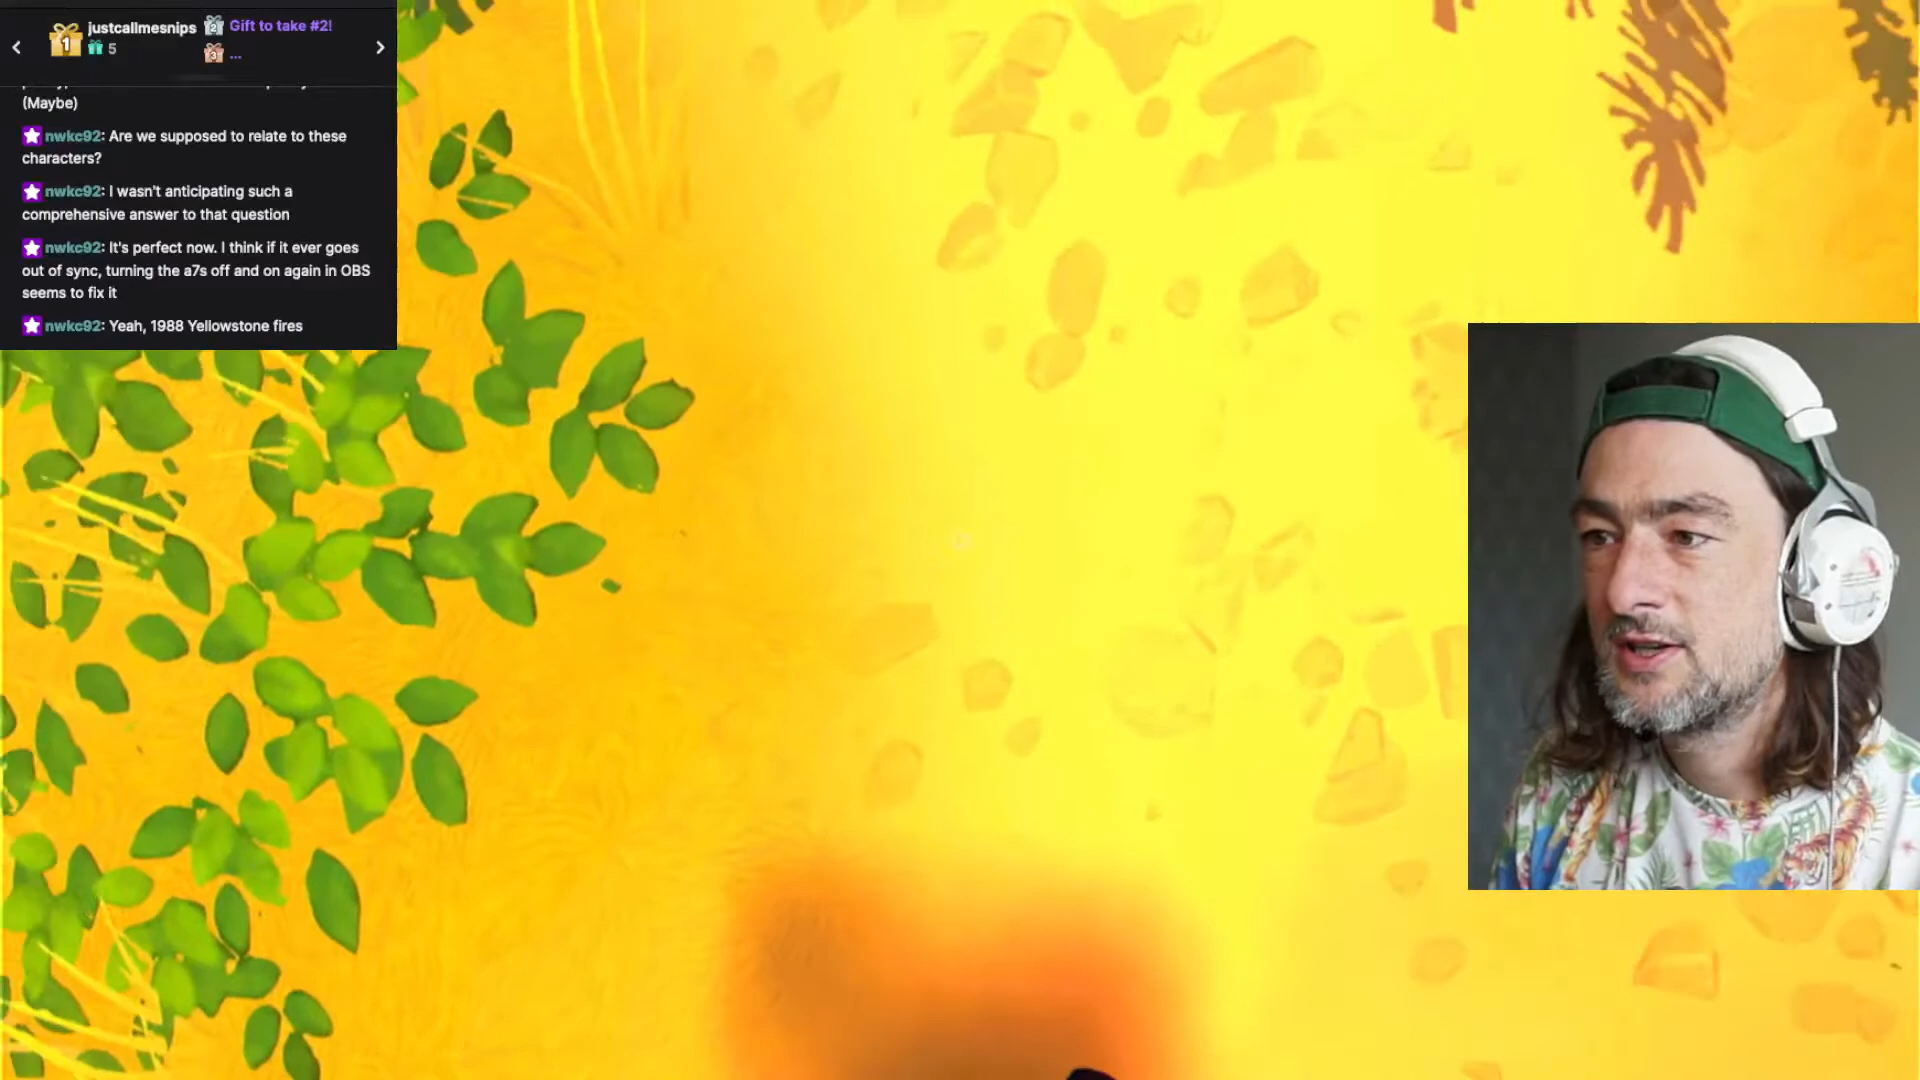 justcallmesnips
5
Gift to take #2!
...
(Maybe)
nwkc92: Are we supposed to relate to these
characters?
nwkc92: I wasn't anticipating such a
comprehensive answer to that question
nwkc92: It's perfect now. I think if it ever goes
out of sync, turning the a7s off and on again in OBS
seems to fix it
nwkc92: Yeah, 1988 Yellowstone fires